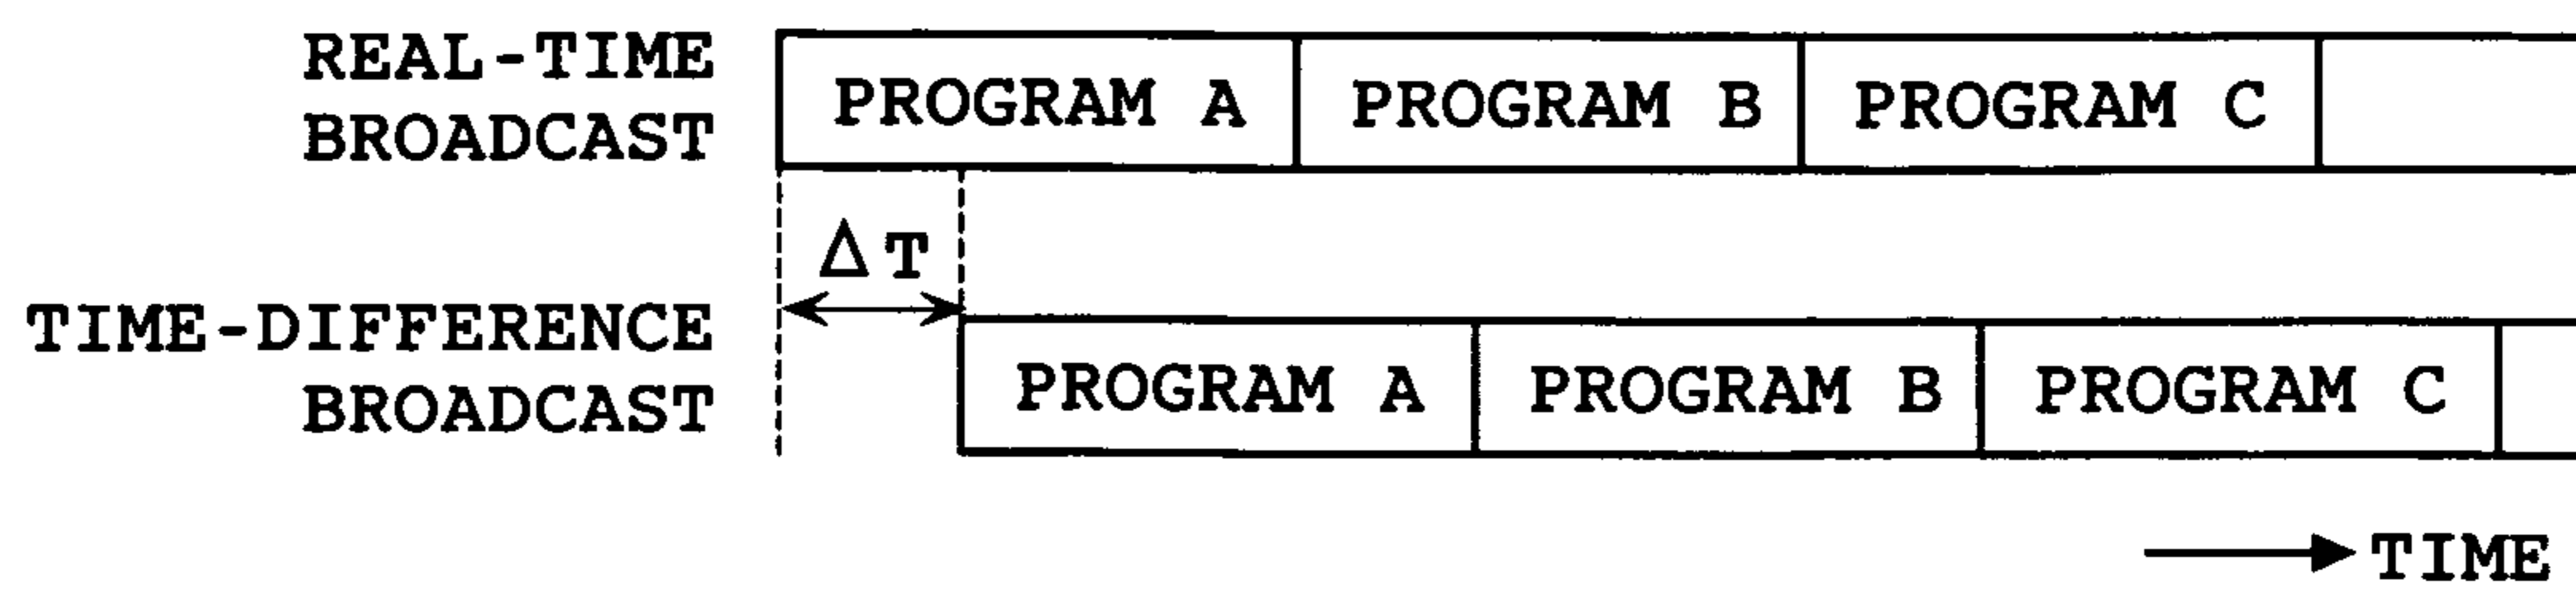 REAL-TIME
BROADCAST
PROGRAM A
PROGRAM B
PROGRAM C
ΔT
TIME-DIFFERENCE
BROADCAST
PROGRAM A
PROGRAM B
PROGRAM C
TIME